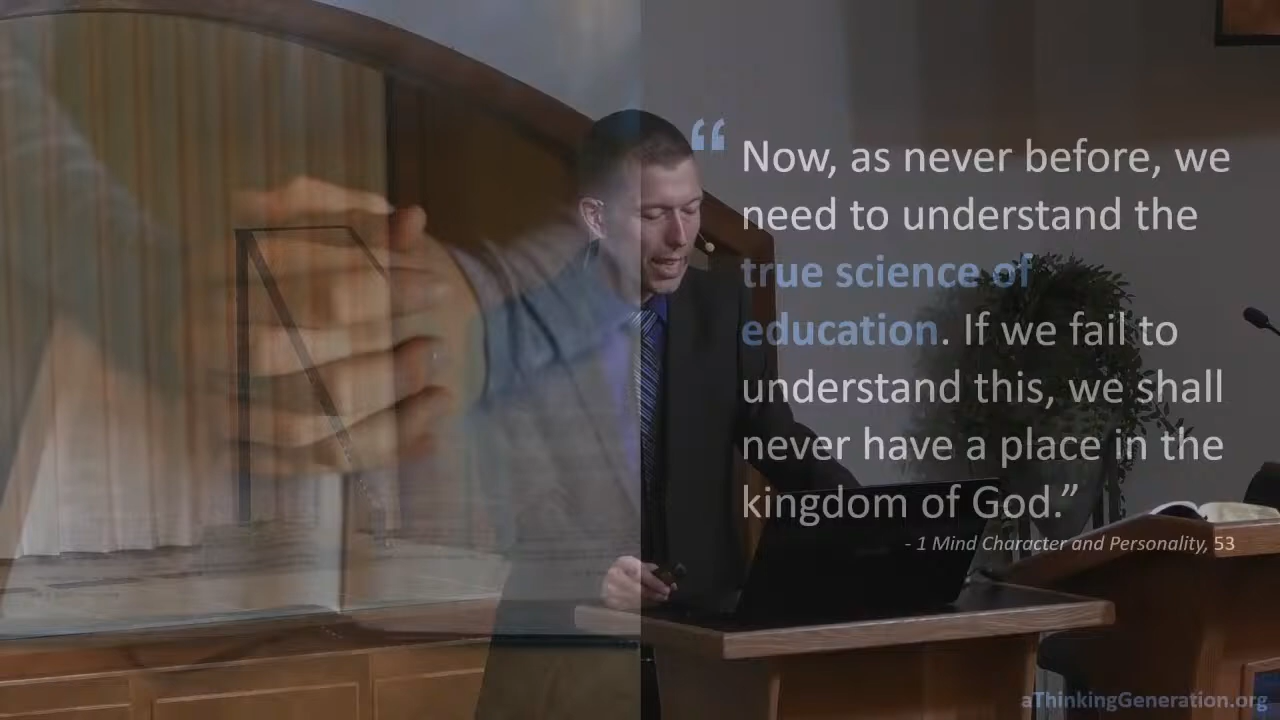 “ Now, as never before, we
need to understand the
true science of
education. If we fail to
understand this, we shall
never have a place in the
kingdom of God.”
- 1 Mind Character and Personality, 53
aThinkingGeneration.org